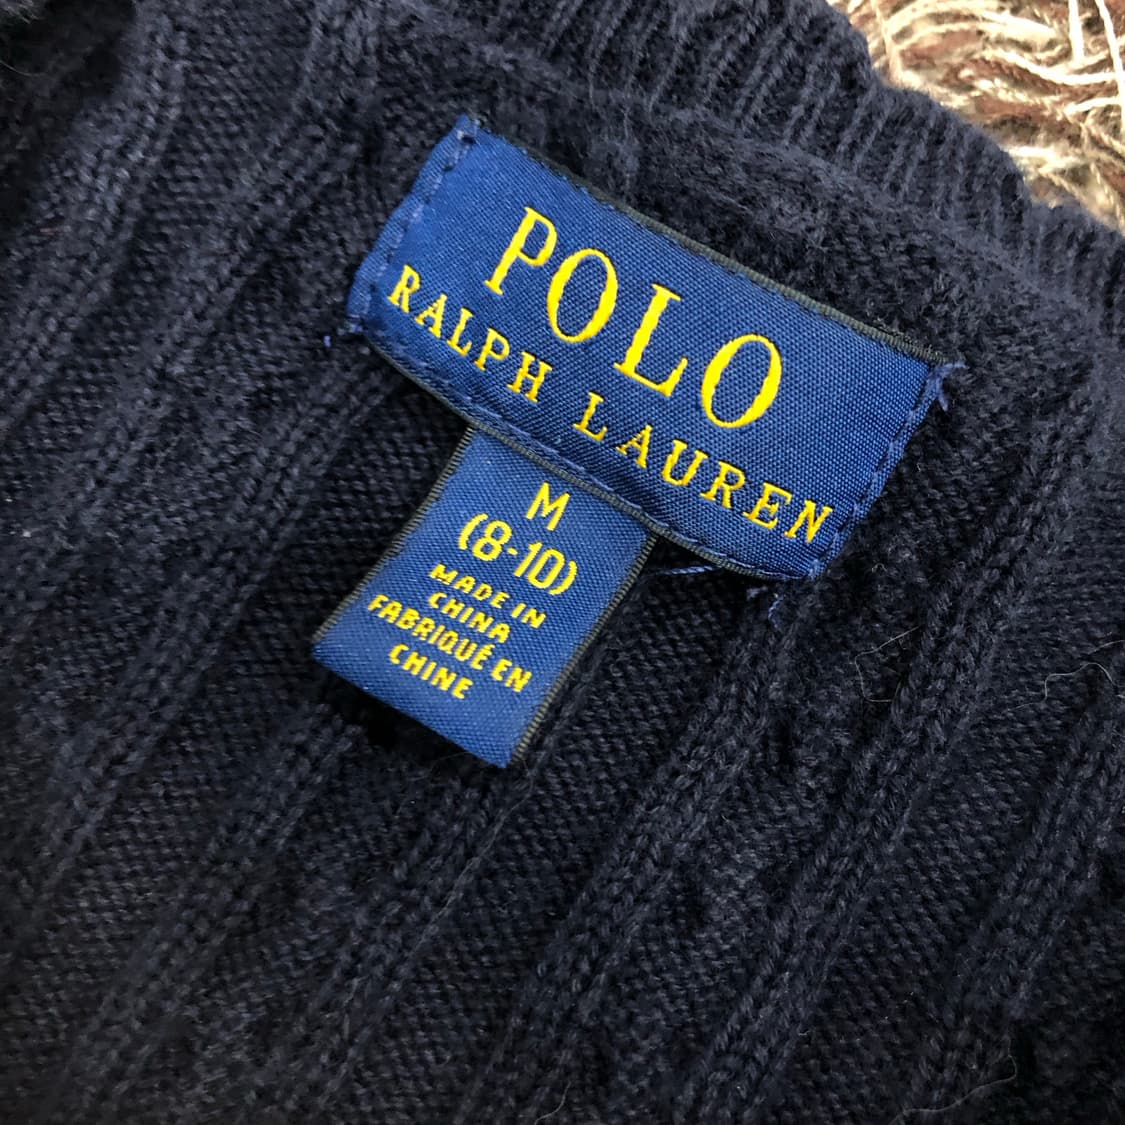 POLO
RALPH LAUREN
M
(8-10)
MADE IN
CHINA
FABRIQUÉ EN
CHINE